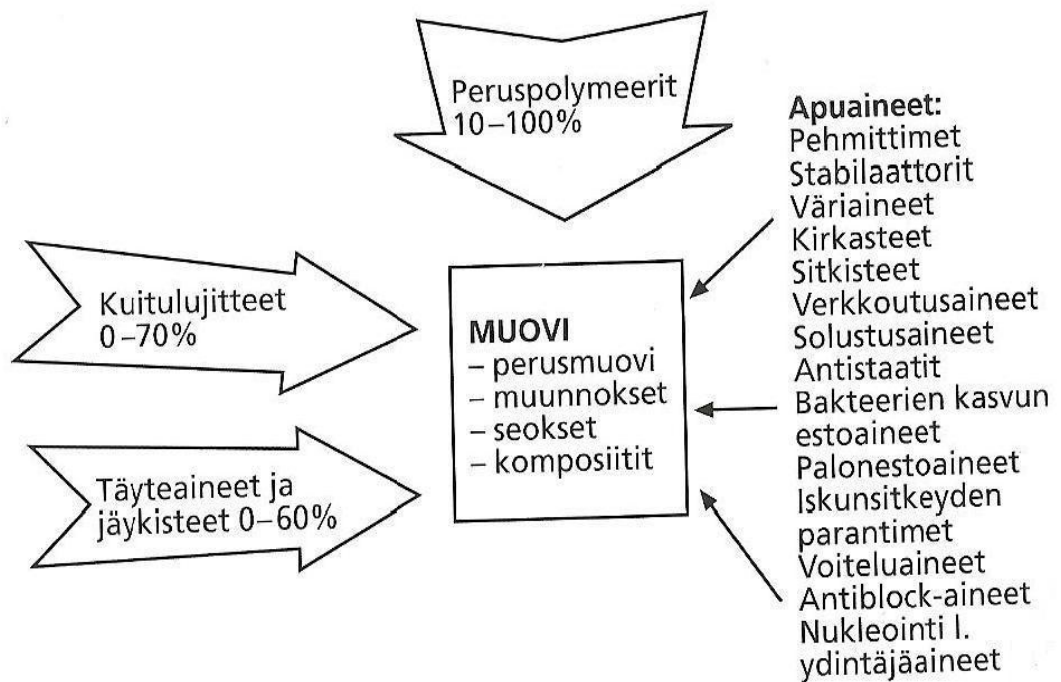 Peruspolymeerit
10–100%
Kuitulujitteet
0–70%
Täyteaineet ja
jäykisteet 0–60%
MUOVI
– perusmuovi
– muunnokset
– seokset
– komposiitit
Apuaineet:
Pehmittimet
Stabilaattorit
Väriaineet
Kirkasteet
Sitkisteet
Verkkoutusaineet
Solustusaineet
Antistaatit
Bakteerien kasvun
estoaineet
Palonestoaineet
Iskunsitkeyden
parantimet
Voiteluaineet
Antiblock-aineet
Nukleointi l.
ydintäjäaineet